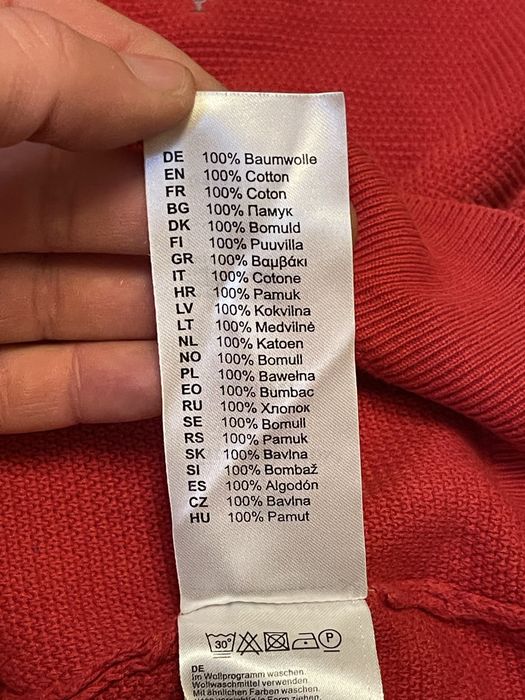 DE 100% Baumwolle
EN 100% Cotton
FR 100% Coton
BG 100% Памук
DK 100% Bomuld
FI 100% Puuvilla
GR 100% Βαμβάκι
IT 100% Cotone
HR 100% Pamuk
LV 100% Kokvilna
LT 100% Medvilnė
NL 100% Katoen
NO 100% Bomull
PL 100% Bawełna
EO 100% Bumbac
RU 100% Хлопок
SE 100% Bomull
RS 100% Pamuk
SK 100% Bavlna
SI 100% Bombaž
ES 100% Algodón
CZ 100% Bavlna
HU 100% Pamut
30° P
DE
Im Wollprogramm waschen.
Wollwaschmittel verwenden.
Mit ähnlichen Farben waschen.
in Form ziehen.